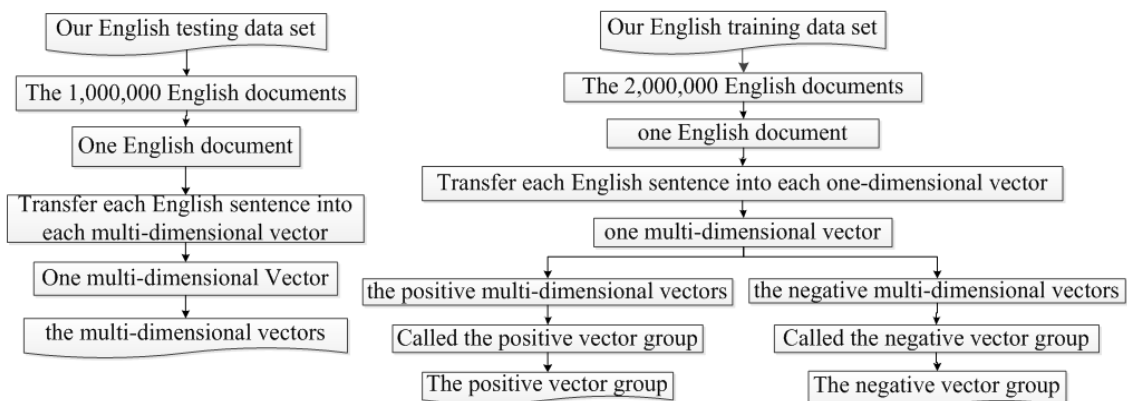 Our English testing data set
The 1,000,000 English documents
One English document
Transfer each English sentence into
each multi-dimensional vector
One multi-dimensional Vector
the multi-dimensional vectors
Our English training data set
The 2,000,000 English documents
one English document
Transfer each English sentence into each one-dimensional vector
one multi-dimensional vector
the positive multi-dimensional vectors
Called the positive vector group
The positive vector group
the negative multi-dimensional vectors
Called the negative vector group
The negative vector group